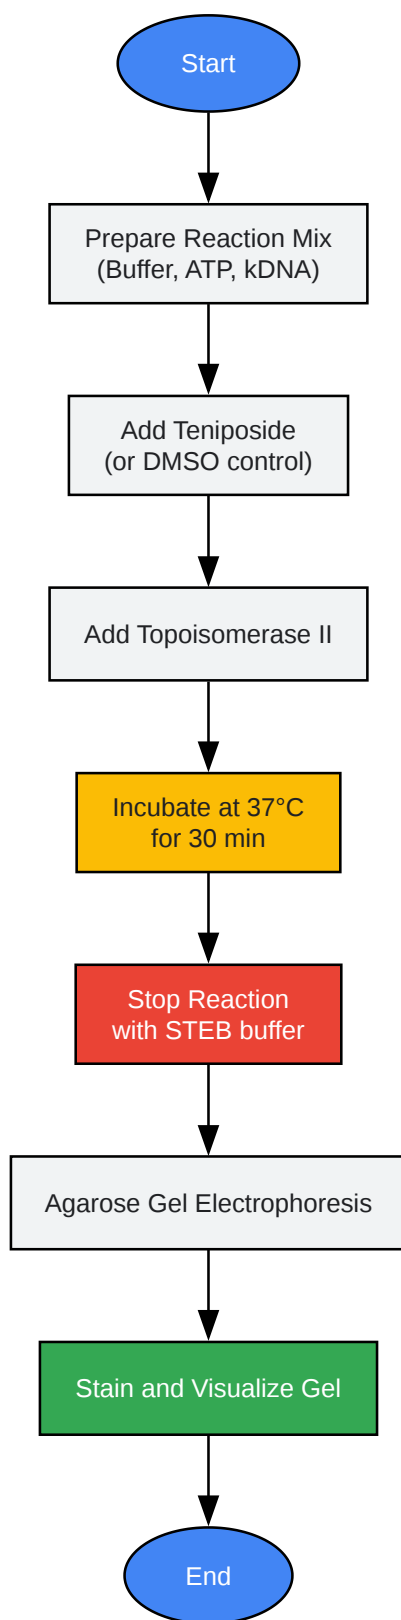 Start
Prepare Reaction Mix
(Buffer, ATP, kDNA)
Add Teniposide
(or DMSO control)
Add Topoisomerase II
Incubate at 37°C
for 30 min
Stop Reaction
with STEB buffer
Agarose Gel Electrophoresis
Stain and Visualize Gel
End